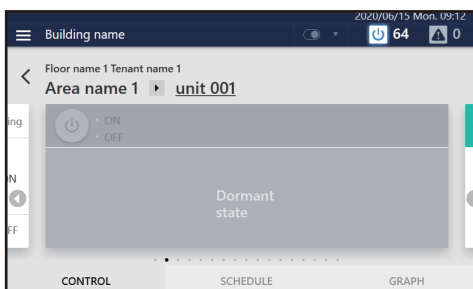 2020/06/15 Mon. 09:12
Building name 64 0
Floor name 1 Tenant name 1
Area name 1 unit 001
ing
ON
OFF
N
Dormant
state
FF
CONTROL SCHEDULE GRAPH